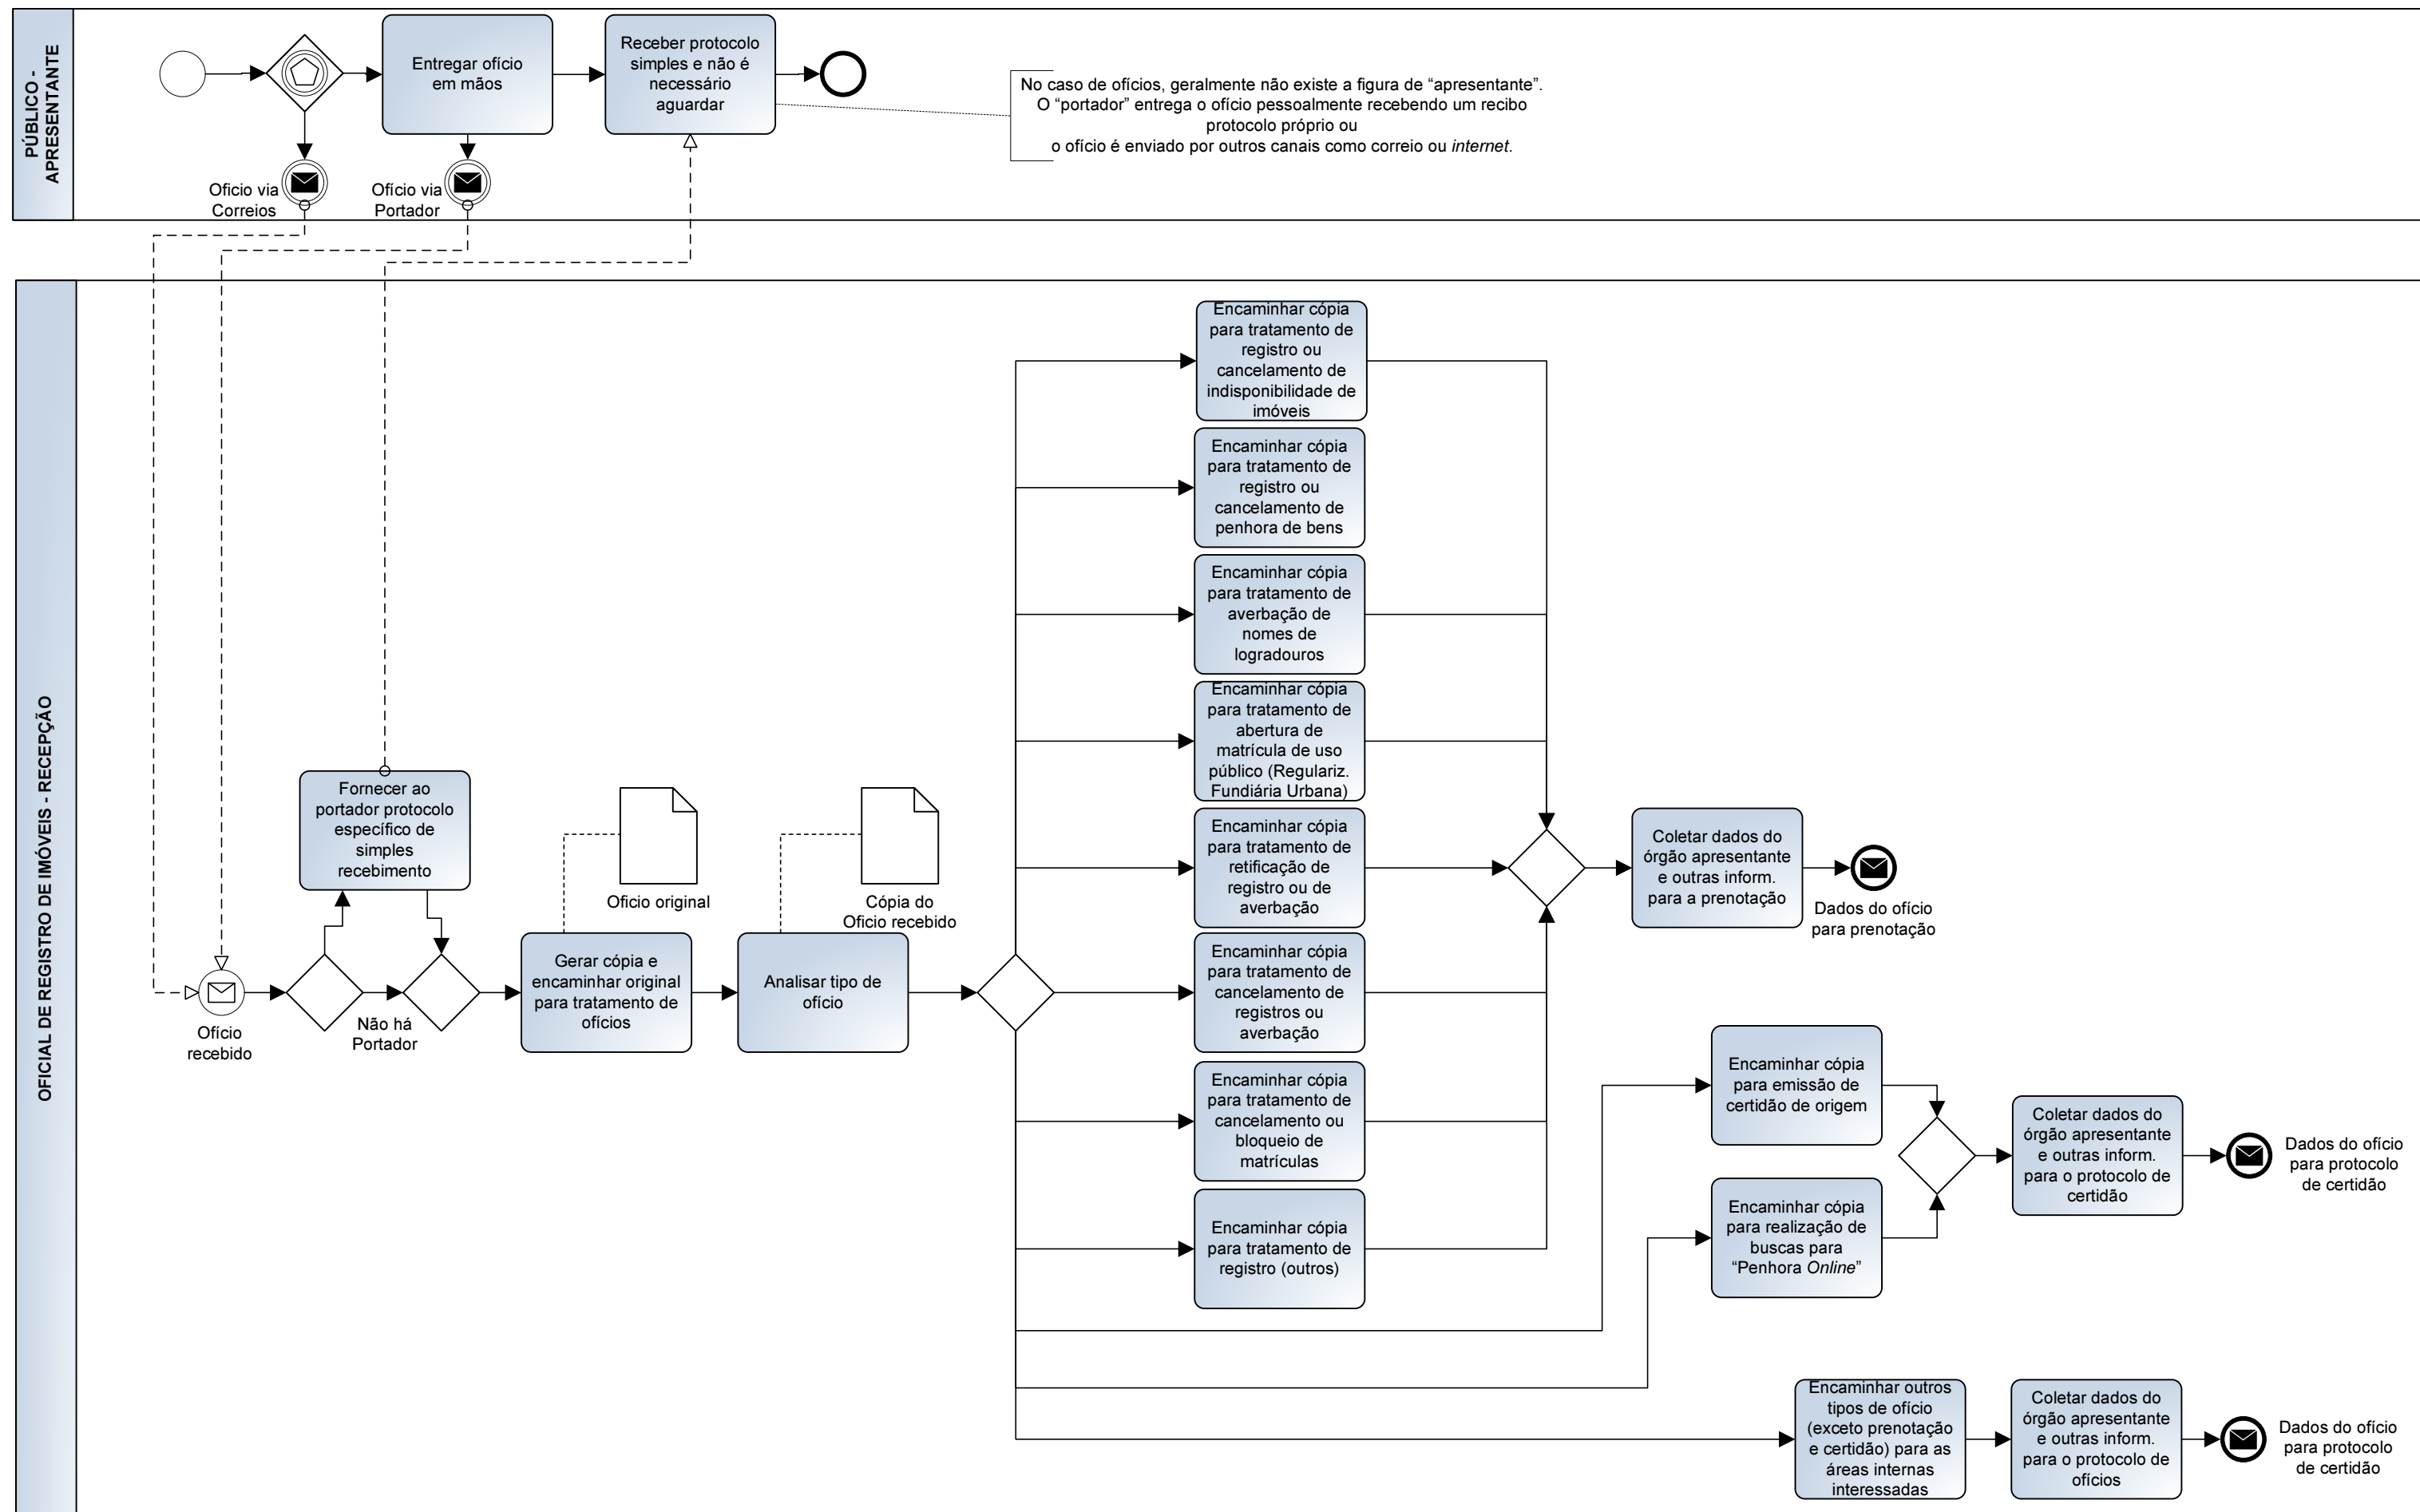 PÚBLICO -
APRESENTANTE
Entregar ofício
em mãos
Receber protocolo
simples e não é
necessário
aguardar
No caso de ofícios, geralmente não existe a figura de “apresentante”.
O “portador” entrega o ofício pessoalmente recebendo um recibo
protocolo próprio ou
o ofício é enviado por outros canais como correio ou internet.
Oficio via
Correios
Ofício via
Portador
OFICIAL DE REGISTRO DE IMÓVEIS - RECEPÇÃO
Encaminhar cópia
para tratamento de
registro ou
cancelamento de
indisponibilidade de
imóveis
Encaminhar cópia
para tratamento de
registro ou
cancelamento de
penhora de bens
Encaminhar cópia
para tratamento de
averbação de
nomes de
logradouros
Encaminhar cópia
para tratamento de
abertura de
matrícula de uso
público (Regulariz.
Fundiária Urbana)
Fornecer ao
portador protocolo
específico de
simples
recebimento
Oficio original
Cópia do
Oficio recebido
Encaminhar cópia
para tratamento de
retificação de
registro ou de
averbação
Coletar dados do
órgão apresentante
e outras inform.
para a prenotação
Dados do ofício
para prenotação
Ofício
recebido
Não há
Portador
Gerar cópia e
encaminhar original
para tratamento de
ofícios
Analisar tipo de
ofício
Encaminhar cópia
para tratamento de
cancelamento de
registros ou
averbação
Encaminhar cópia
para tratamento de
cancelamento ou
bloqueio de
matrículas
Encaminhar cópia
para tratamento de
registro (outros)
Encaminhar cópia
para emissão de
certidão de origem
Encaminhar cópia
para realização de
buscas para
“Penhora Online”
Coletar dados do
órgão apresentante
e outras inform.
para o protocolo de
certidão
Dados do ofício
para protocolo
de certidão
Encaminhar outros
tipos de ofício
(exceto prenotação
e certidão) para as
áreas internas
interessadas
Coletar dados do
órgão apresentante
e outras inform.
para o protocolo de
ofícios
Dados do ofício
para protocolo
de certidão